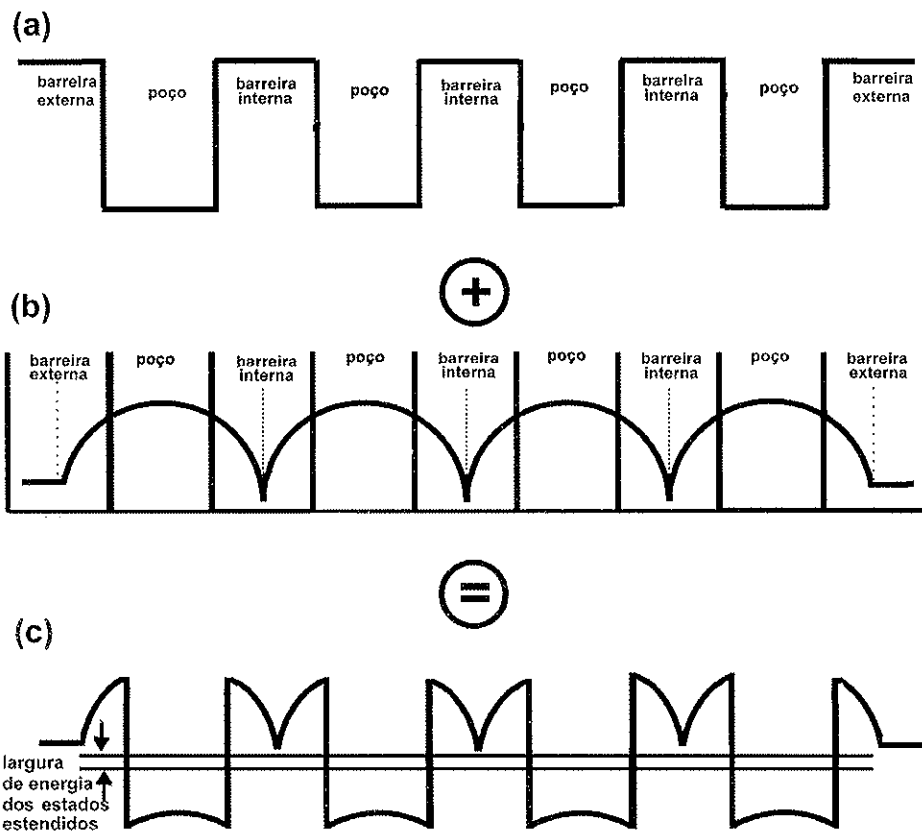 (a)
barreira
externa
poço
barreira
interna
poço
barreira
interna
poço
barreira
interna
poço
barreira
externa
+
(b)
barreira
externa
poço
barreira
interna
poço
barreira
interna
poço
barreira
interna
poço
barreira
externa
=
(c)
largura
de energia
dos estados
estendidos